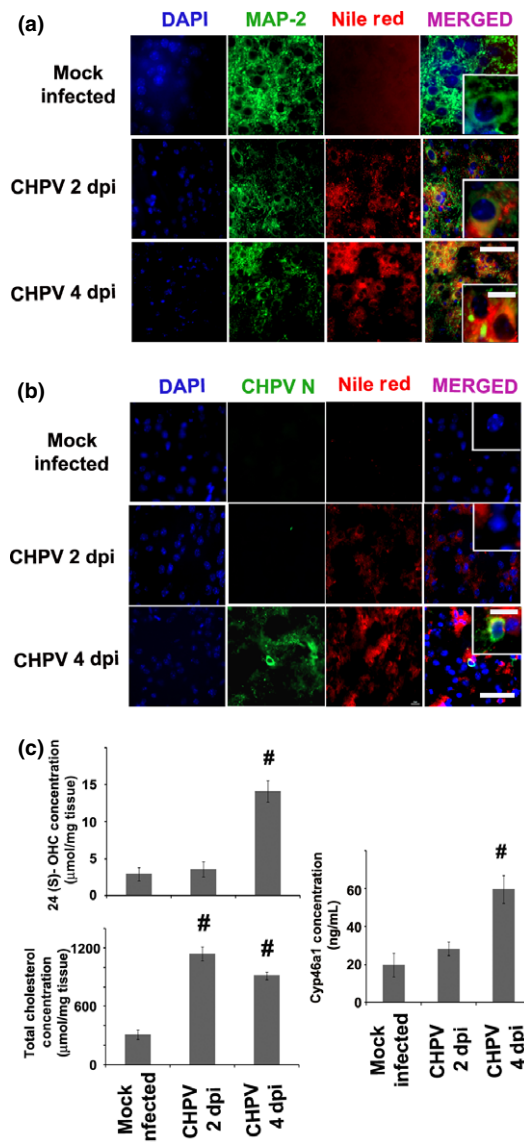 (a)
DAPI MAP-2 Nile red MERGED
Mock
infected
CHPV 2 dpi
CHPV 4 dpi
(b)
DAPI CHPV N Nile red MERGED
Mock
infected
CHPV 2 dpi
CHPV 4 dpi
(c)
24 (S)- OHC concentration
(μmol/mg tissue)
15
10
5
0
#
Total cholesterol
concentration
(μmol/mg tissue)
1200
600
0
#
#
Mock
nfected
CHPV
2 dpi
CHPV
4 dpi
Cyp46a1 concentration
(ng/mL)
60
40
20
0
#
Mock
infected
CHPV
2 dpi
CHPV
4 dpi